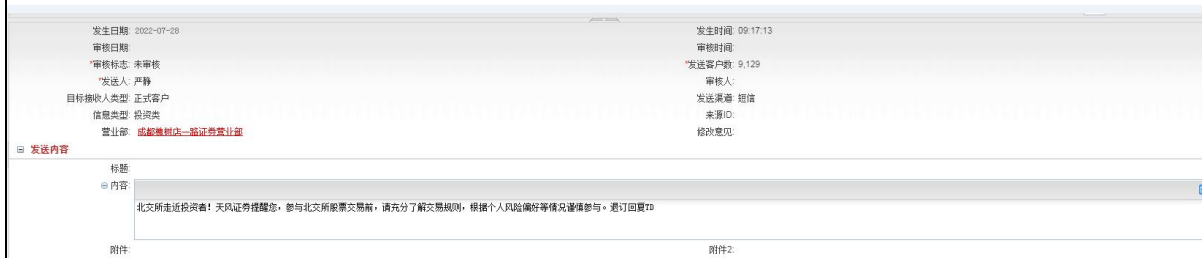 发生日期: 2022-07-28 发生时间: 09:17:13
审核日期: 审核时间:
*审核标志: 未审核 *发送客户数: 9,129
*发送人: 严静 审核人:
目标接收人类型: 正式客户 发送渠道: 短信
信息类型: 投资类 来源ID:
营业部: 成都槐树店一路证券营业部 修改意见:
发送内容
标题:
内容:
北交所走近投资者!天风证券提醒您,参与北交所股票交易前,请充分了解交易规则,根据个人风险偏好等情况谨慎参与。退订回复TD
附件: 附件2: